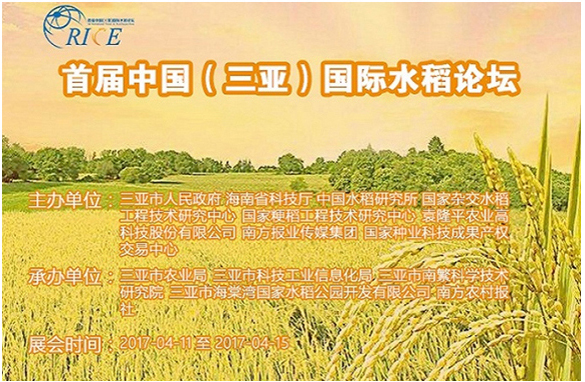 RICE
首届中国（三亚）国际水稻论坛
主办单位：三亚市人民政府 海南省科技厅 中国水稻研究所 国家杂交水稻
工程技术研究中心 国家粳稻工程技术研究中心 袁隆平农业高
科技股份有限公司 南方报业传媒集团 国家种业科技成果产权
交易中心
承办单位：三亚市农业局 三亚市科技工业信息化局 三亚市南繁科学技术
研究院 三亚市海棠湾国家水稻公园开发有限公司 南方农村报
社
展会时间：2017-04-11 至 2017-04-15